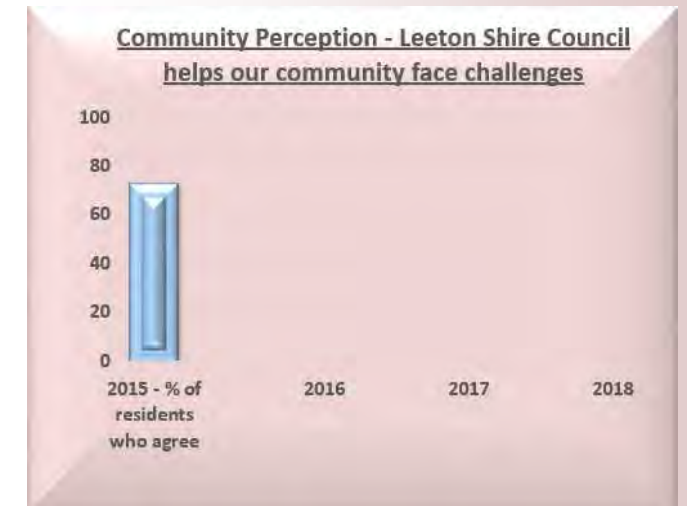 Community Perception - Leeton Shire Council
helps our community face challenges
100
80
60
40
20
0
2015 - % of
residents
who agree
2016
2017
2018